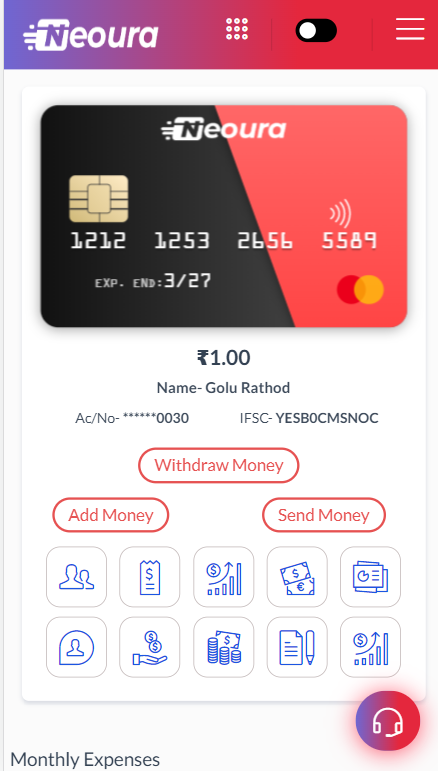 Neoura
Neoura
1212 1253 2656 5589
EXP. END:3/27
₹1.00
Name- Golu Rathod
Ac/No- ******0030 IFSC- YESB0CMSNOC
Withdraw Money
Add Money Send Money
Monthly Expenses